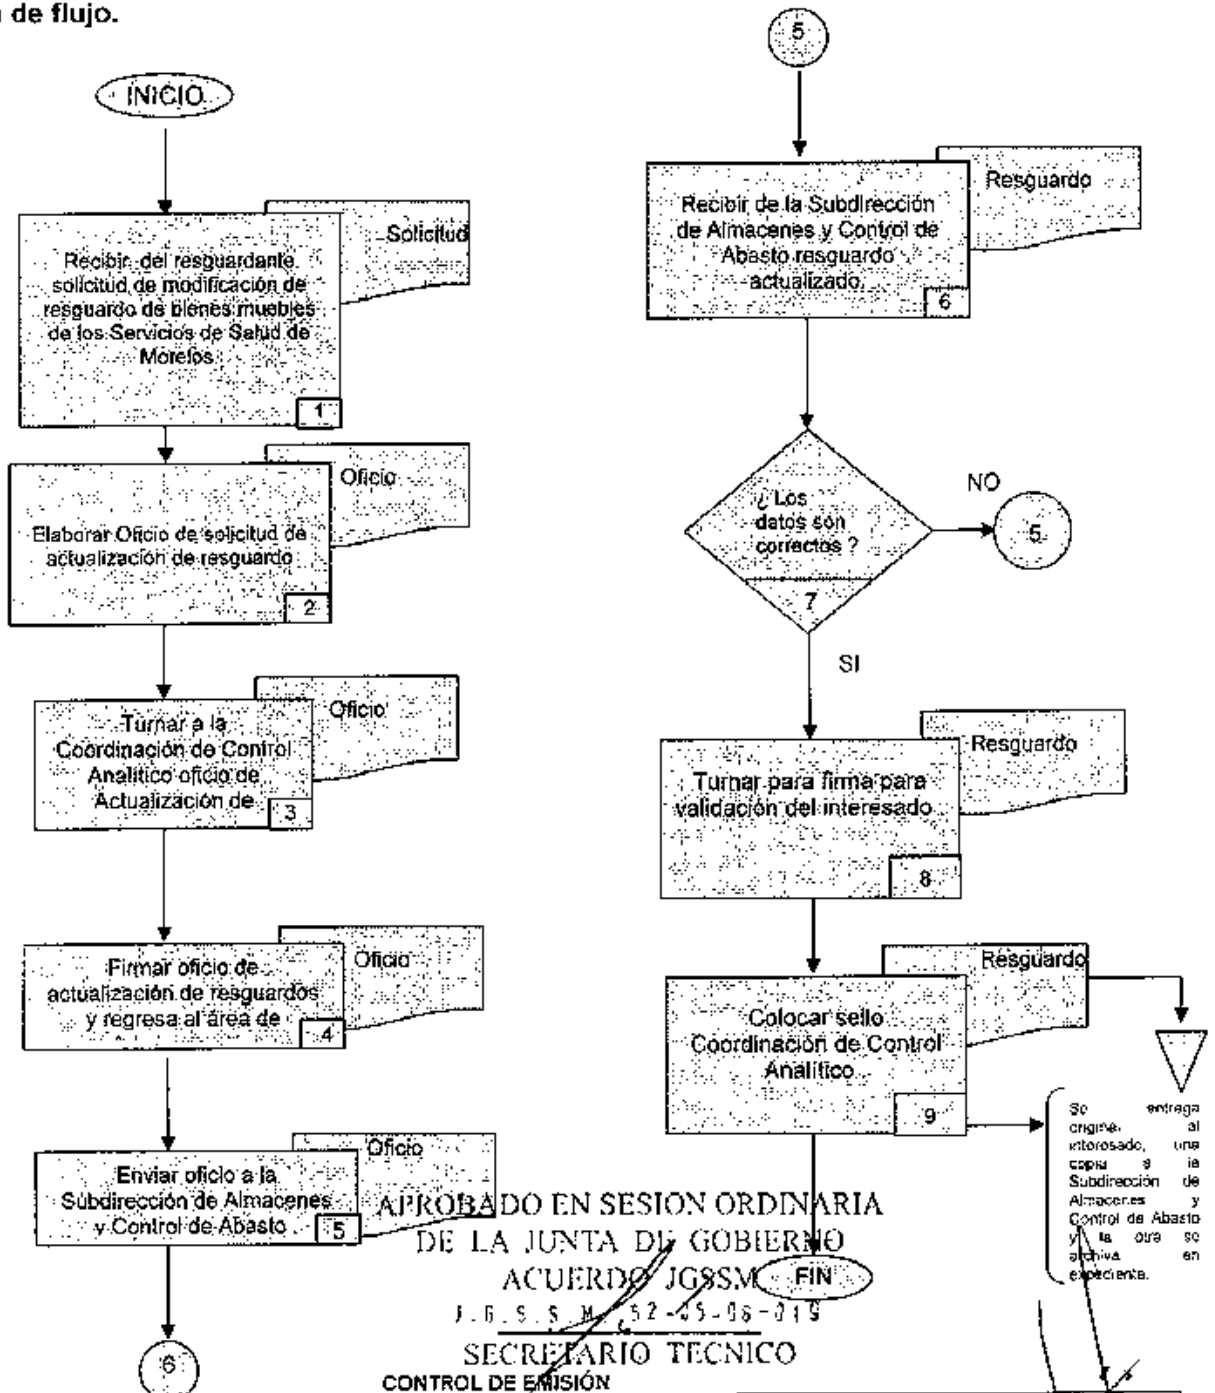 de flujo.
INICIO
Solicitud
Recibir del resguardante
solicitud de modificación de
resguardo de bienes muebles
de los Servicios de Salud de
Morelos
1
Oficio
Elaborar Oficio de solicitud de
actualización de resguardo
2
Oficio
Turnar a la
Coordinación de Control
Analítico oficio de
Actualización de
3
Oficio
Firmar oficio de
actualización de resguardos
y regresa al área de
4
Oficio
Enviar oficio a la
Subdirección de Almacenes
y Control de Abasto
5
6
5
Resguardo
Recibir de la Subdirección
de Almacenes y Control de
Abasto resguardo
actualizado.
6
¿ Los
datos son
correctos ?
7
NO
5
SI
Resguardo
Turnar para firma para
validación del interesado
8
Resguardo
Colocar sello
Coordinación de Control
Analítico
9
Se entrega
original al
interesado, una
copia a la
Subdirección de
Almacenes y
Control de Abasto
y la otra se
archiva en
expediente.
FIN
APROBADO EN SESION ORDINARIA
DE LA JUNTA DE GOBIERNO
ACUERDO JGSSM
SECRETARIO TECNICO
CONTROL DE EMISIÓN